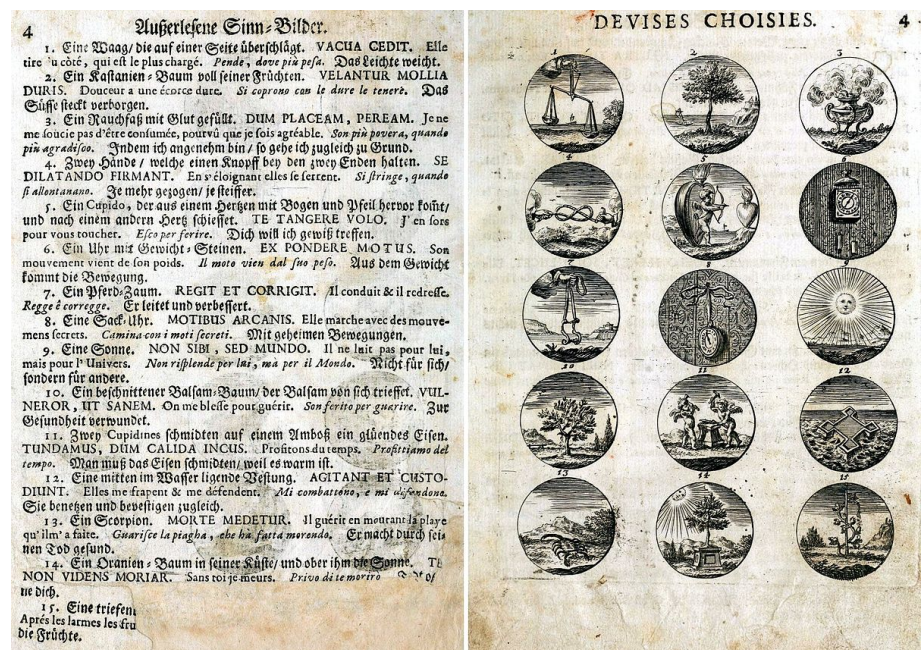 4 Außerlesene Sinn-Bilder.
1. Eine Waag/ die auf einer Seite überschlägt. VACUA CEDIT. Elle
tire 'u côté, qui est le plus chargé. Pende, dove più pesa. Das Leichte weicht.
2. Ein Kastanien-Baum voll seiner Früchten. VELANTUR MOLLIA
DURIS. Douceur a une écorce dure. Si coprono con le dure le tenerè. Das
Süsse steckt verborgen.
3. Ein Rauchfaß mit Glut gefüllt. DUM PLACEAM, PEREAM. Je ne
me soucie pas d'être consumée, pourvû que je sois agréable. Son più povera, quando
più agradisco. Indem ich angenehm bin/ so gehe ich zugleich zu Grund.
4. Zwey Hände/ welche einen Knopff bey den zwey Enden halten. SE
DILATANDO FIRMANT. En s'éloignant elles se serrent. Si stringe, quando
si allontanano. Je mehr gezogen/ je steiffer.
5. Ein Cupido, der aus einem Hertzen mit Bogen und Pfeil hervor komt/
und nach einem andern Hertz schiesset. TE TANGERE VOLO. J'en sors
pour vous toucher. Esco per ferire. Dich will ich gewiß treffen.
6. Ein Uhr mit Gewicht-Steinen. EX PONDERE MOTUS. Son
mouvement vient de son poids. Il moto vien dal suo peso. Aus dem Gewicht
kommt die Bewegung.
7. Ein Pferd-Zaum. REGIT ET CORRIGIT. Il conduit & il redresse.
Regge è corregge. Er leitet und verbessert.
8. Eine Sack-Uhr. MOTIBUS ARCANIS. Elle marche avec des mouve-
mens secrets. Camina con i moti secreti. Mit geheimen Bewegungen.
9. Eine Sonne. NON SIBI, SED MUNDO. Il ne luit pas pour lui,
mais pour l'Univers. Non risplende per lui, ma per il Mondo. Nicht für sich/
sondern für andere.
10. Ein beschnittener Balsam-Baum/ der Balsam von sich trieffet. VUL-
NEROR, UT SANEM. On me blesse pour guérir. Son ferito per guarire. Zur
Gesundheit verwundet.
11. Zwey Cupidines schmidten auf einem Amboß ein glüendes Eisen.
TUNDAMUS, DUM CALIDA INCUS. Profitons du temps. Profittiamo del
tempo. Man muß das Eisen schmidten/ weil es warm ist.
12. Eine mitten im Wasser ligende Vestung. AGITANT ET CUSTO-
DIUNT. Elles me frapent & me défendent. Mi combattono, e mi difendono.
Sie benetzen und bevestigen zugleich.
13. Ein Scorpion. MORTE MEDETUR. Il guérit en mourant la playe
qu'ilm'a faite. Guarisce la piagha, che ha fatta morendo. Er macht durch sei-
nen Tod gesund.
14. Ein Oranien-Baum in seiner Küste/ und ober ihm die Sonne. TE
NON VIDENS MORIAR. Sans toi je meurs. Privo di te moriro
ne dich.
15. Eine triefen
Aprés les larmes les fru
die Früchte.
DEVISES CHOISIES. 4
1 2 3
4 5 6
7 8 9
10 11 12
13 14 15